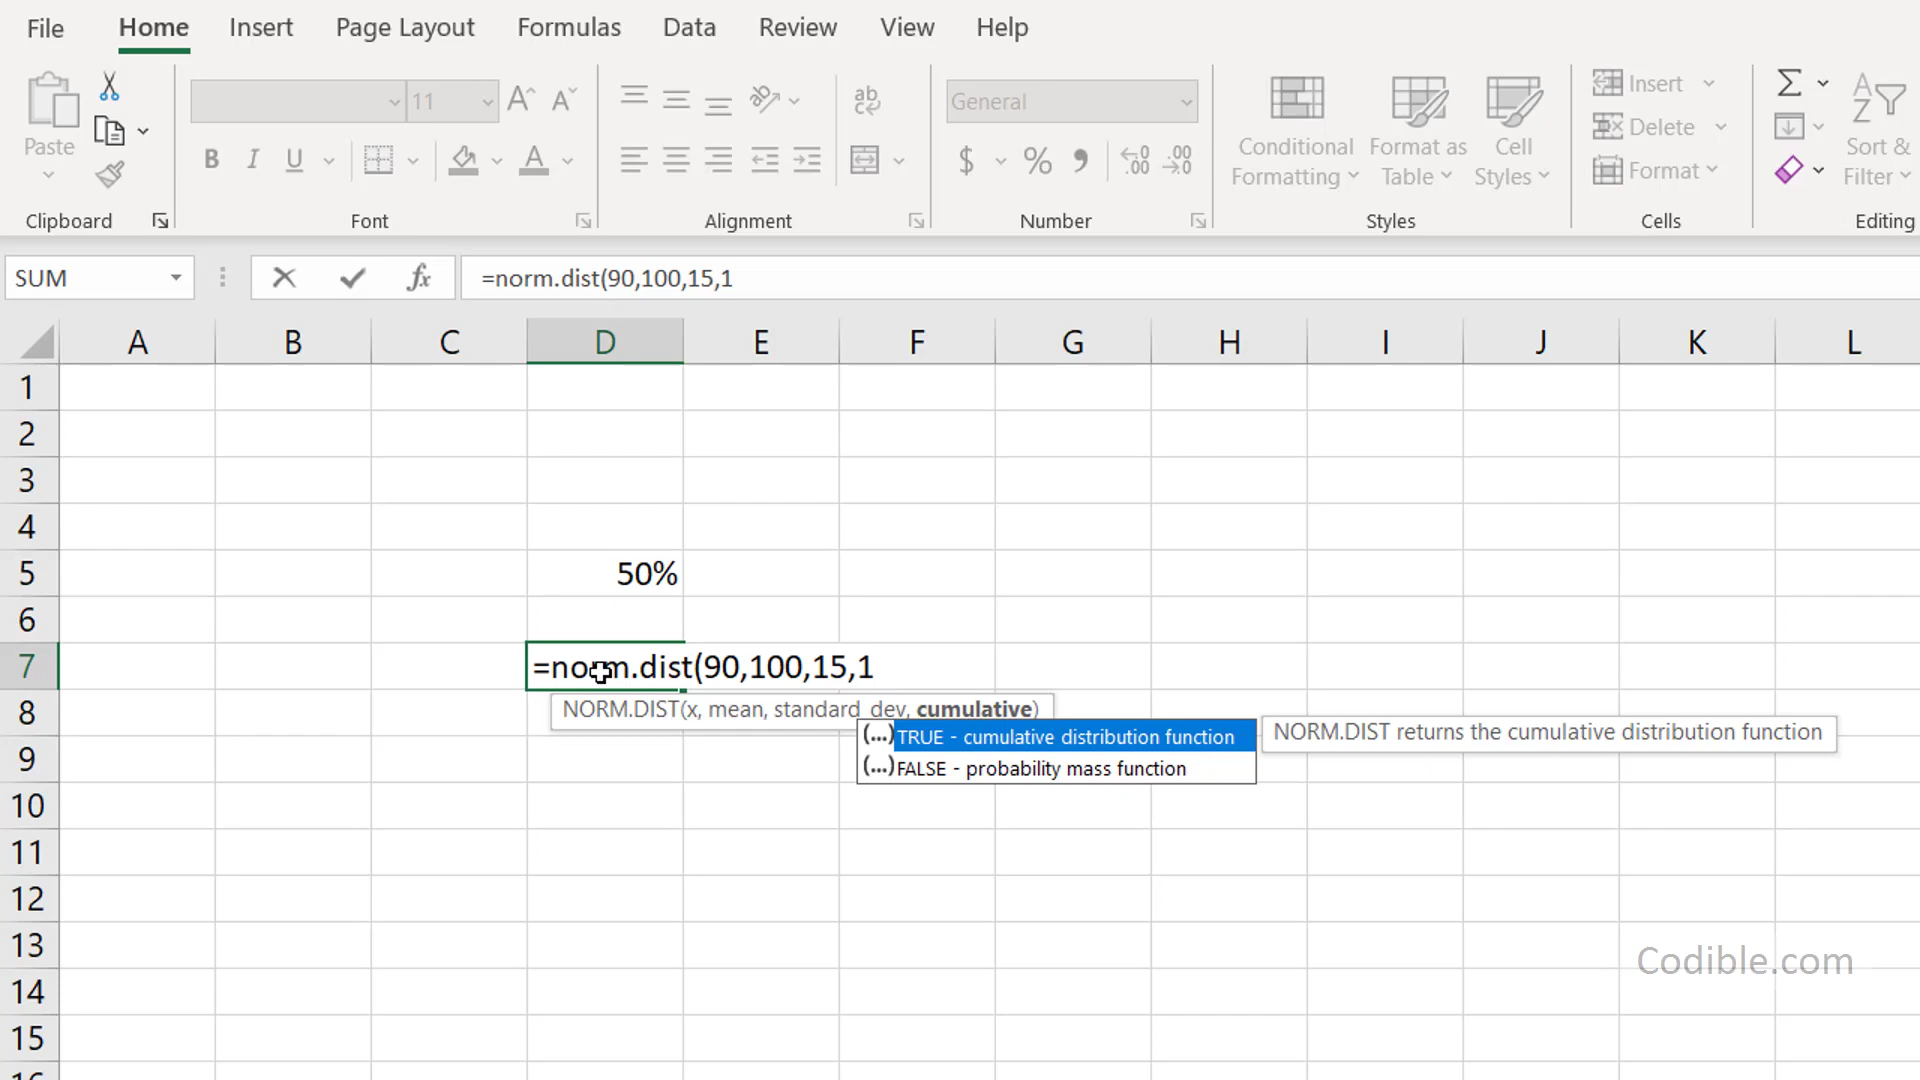 File Home Insert Page Layout Formulas Data Review View Help
Paste
11
ab
General
Conditional Formatting
Format as Table
Cell Styles
Insert
Delete
Format
Sort & Filter
Clipboard Font Alignment Number Styles Cells Editing
SUM fx =norm.dist(90,100,15,1
A B C D E F G H I J K L
1
2
3
4
5 50%
6
7 =norm.dist(90,100,15,1
8 NORM.DIST(x, mean, standard_dev, cumulative)
(...) TRUE - cumulative distribution function NORM.DIST returns the cumulative distribution function
9 (...) FALSE - probability mass function
10
11
12
13
Codible.com
14
15